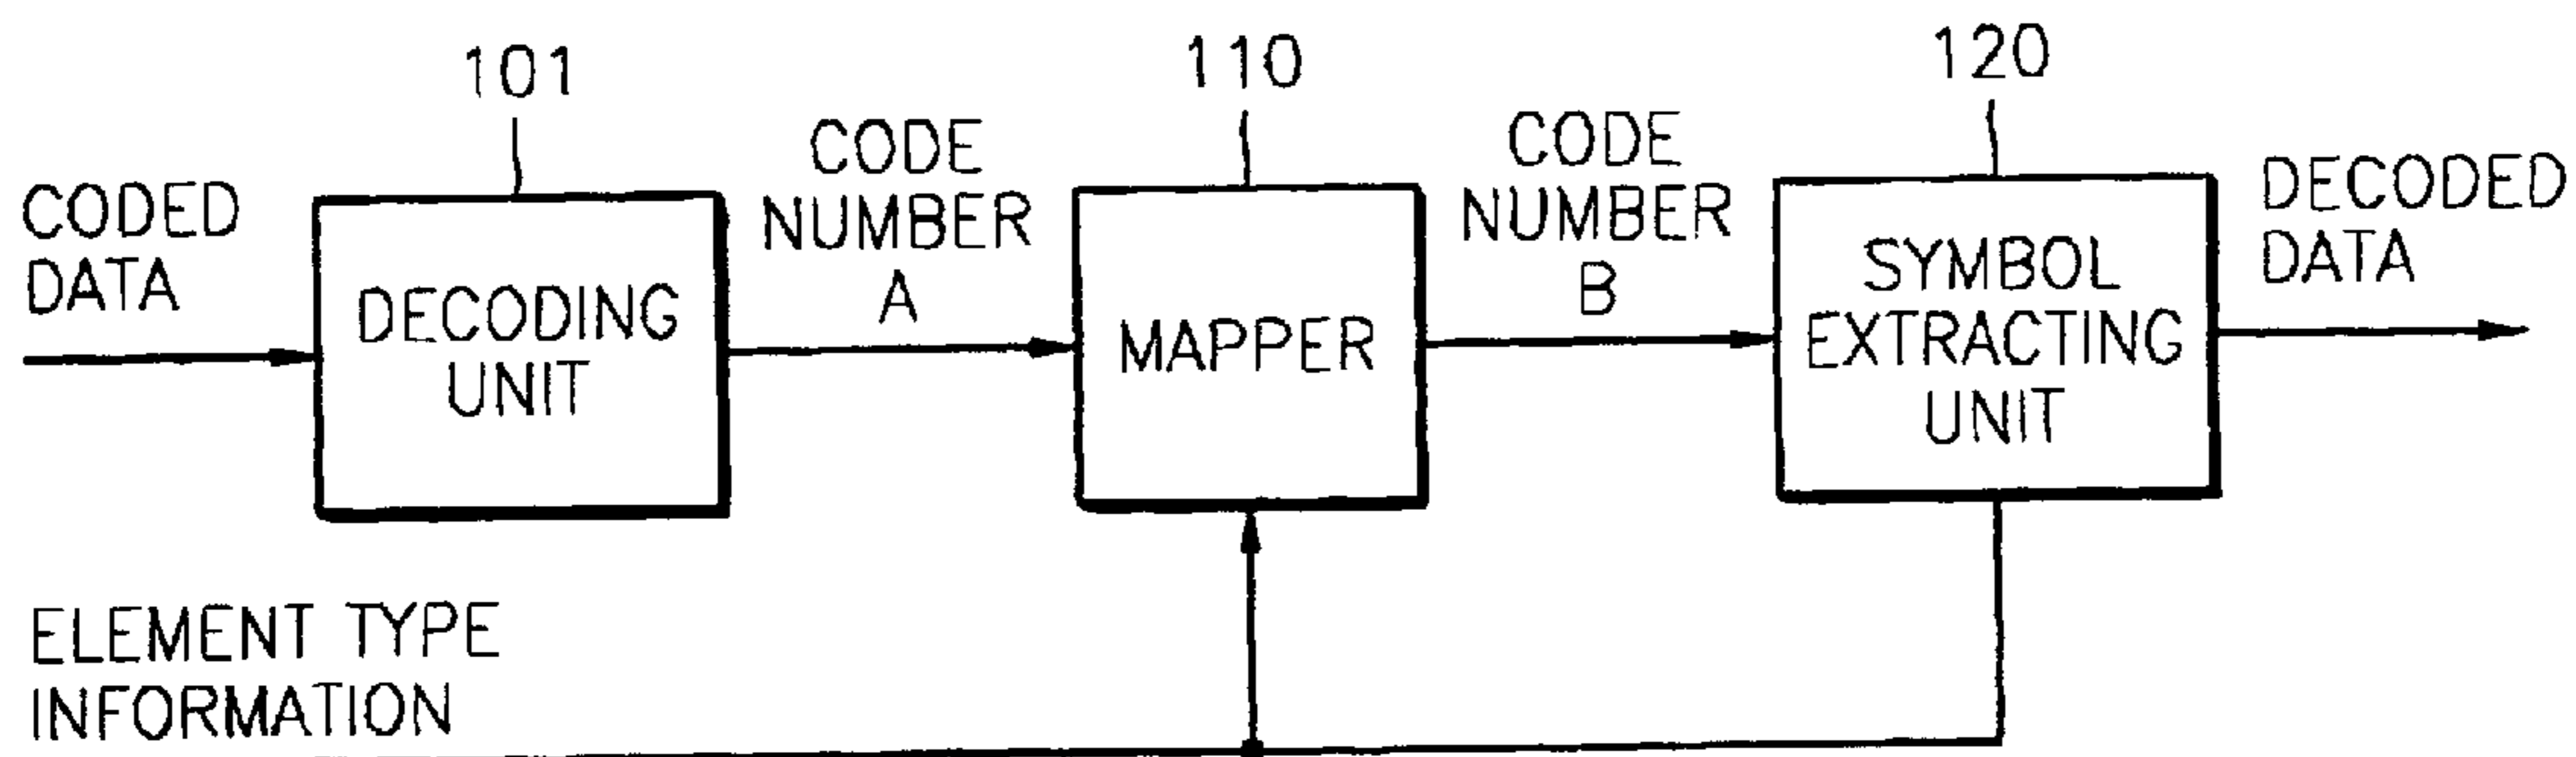 101
110
120
CODED
DATA
DECODING
UNIT
CODE
NUMBER
A
MAPPER
CODE
NUMBER
B
SYMBOL
EXTRACTING
UNIT
DECODED
DATA
ELEMENT TYPE
INFORMATION